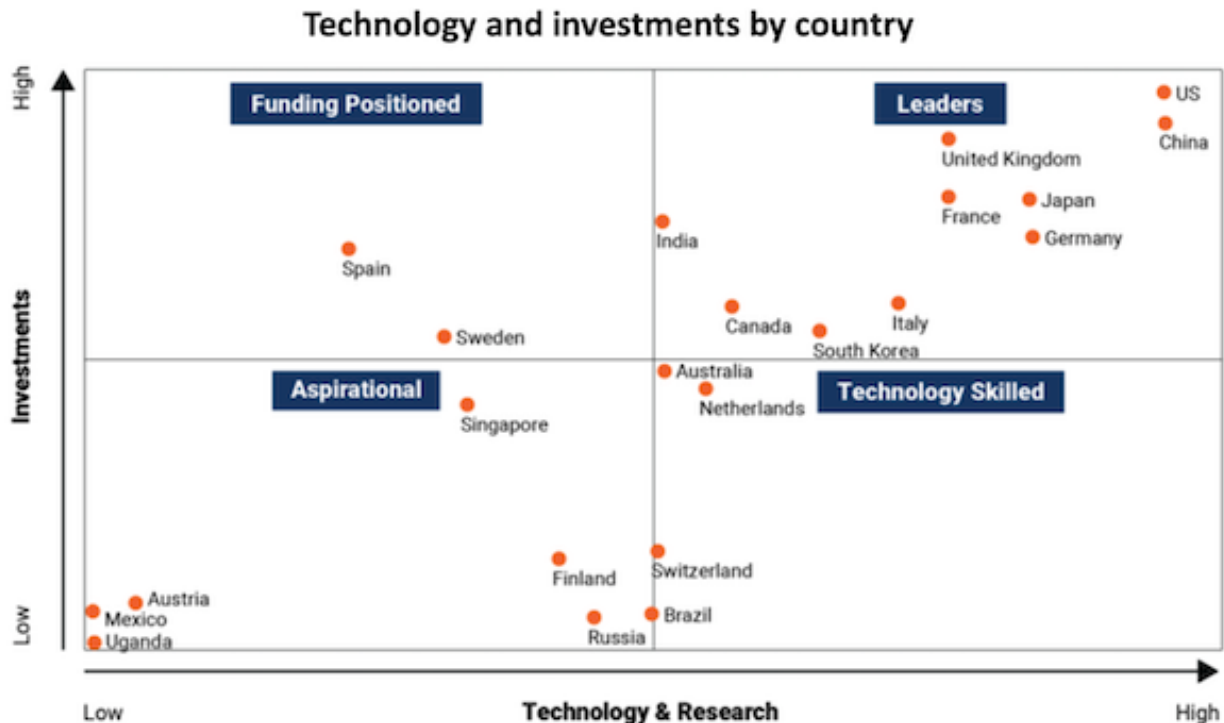 Technology and investments by country
High
Funding Positioned
Leaders
US
China
United Kingdom
Japan
France
India
Germany
Spain
Investments
Canada
Italy
Sweden
South Korea
Aspirational
Australia
Technology Skilled
Netherlands
Singapore
Finland
Switzerland
Austria
Mexico
Brazil
Low
Russia
Uganda
Low
Technology & Research
High